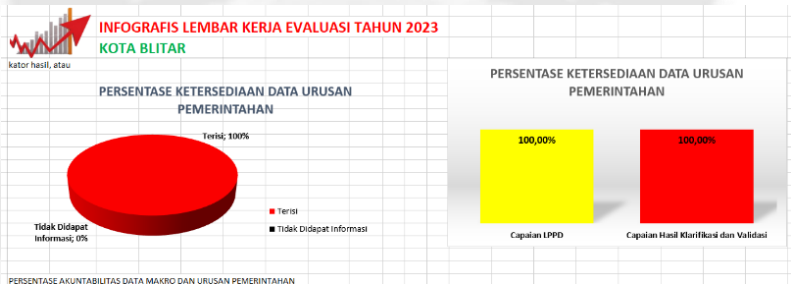 INFOGRAFIS LEMBAR KERJA EVALUASI TAHUN 2023
KOTA BLITAR
kator hasil, atau
PERSENTASE KETERSEDIAAN DATA URUSAN
PEMERINTAHAN
Terisi; 100%
Tidak Didapat
Informasi; 0%
Terisi
Tidak Didapat Informasi
PERSENTASE KETERSEDIAAN DATA URUSAN
PEMERINTAHAN
100,00%
100,00%
Capaian LPPD
Capaian Hasil Klarifikasi dan Validasi
PERSENTASE AKUNTABILITAS DATA MAKRO DAN URUSAN PEMERINTAHAN